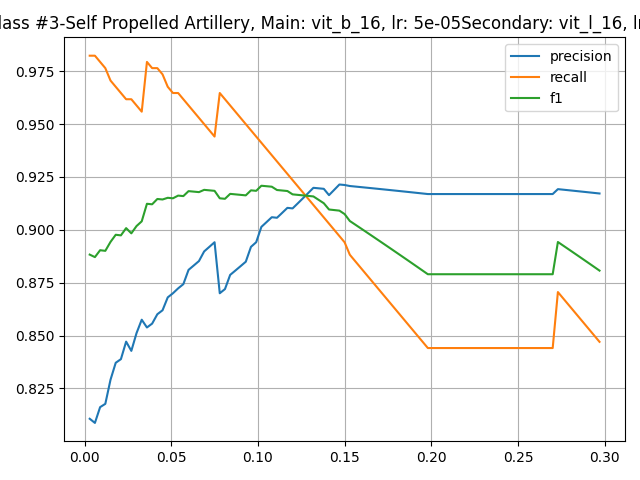 lass #3-Self Propelled Artillery, Main: vit_b_16, lr: 5e-05Secondary: vit_l_16, l
precision
recall
f1
0.975
0.950
0.925
0.900
0.875
0.850
0.825
0.00 0.05 0.10 0.15 0.20 0.25 0.30